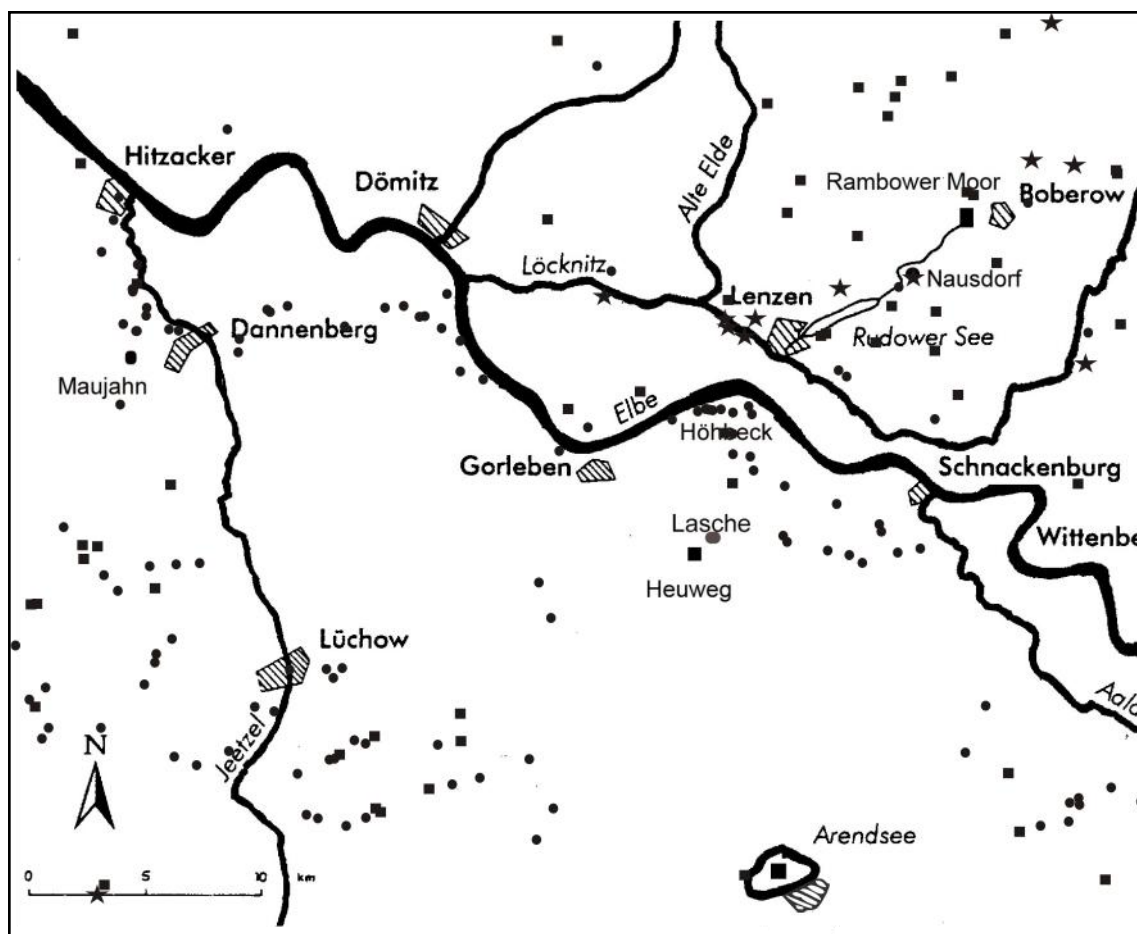 Hitzacker
Dömitz
Alte Elde
Rambower Moor
Boberow
Löcknitz
Lenzen
Nausdorf
Dannenberg
Rudower See
Maujahn
Elbe
Höhbeck
Gorleben
Schnackenburg
Lasche
Wittenbe
Heuweg
Lüchow
Jeetzel
N
Arendsee
0 5 10 km